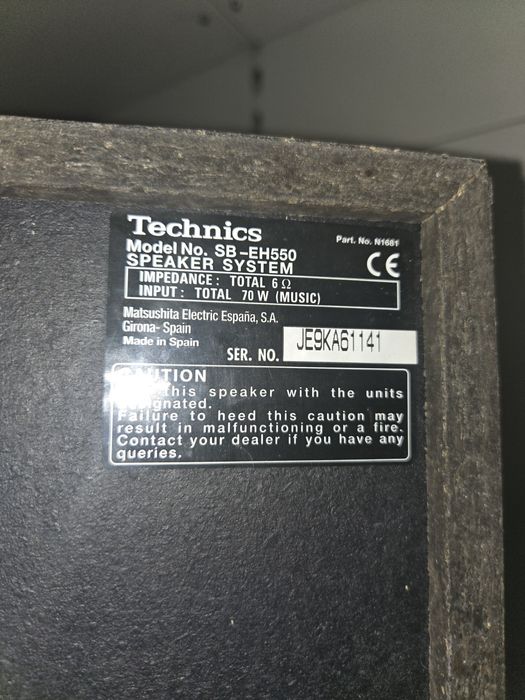 Technics
Part. No. N1681
Model No. SB-EH550
SPEAKER SYSTEM
CE
IMPEDANCE: TOTAL 6 Ω
INPUT: TOTAL 70 W (MUSIC)
Matsushita Electric España, S.A.
Girona- Spain
Made in Spain
SER. NO. JE9KA61141
CAUTION
this speaker with the units
Failure to heed this caution may
result in malfunctioning or a fire.
Contact your dealer if you have any
queries.